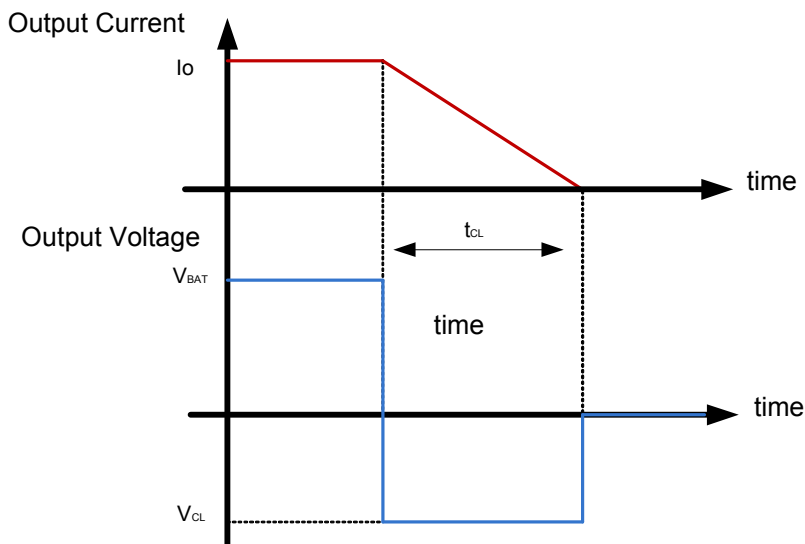 Output Current
Io
time
Output Voltage
tCL
VBAT
time
time
VCL